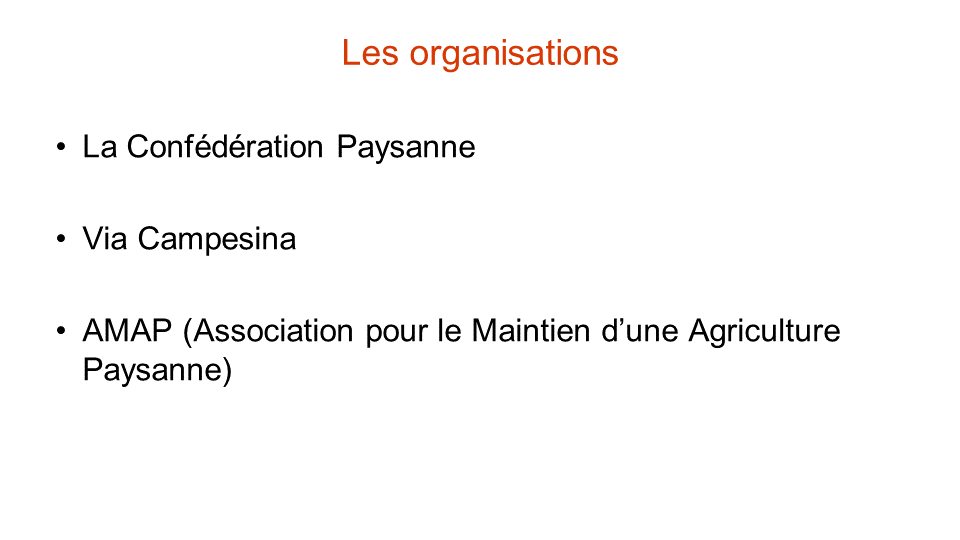 Les organisations
• La Confédération Paysanne
• Via Campesina
• AMAP (Association pour le Maintien d’une Agriculture
Paysanne)